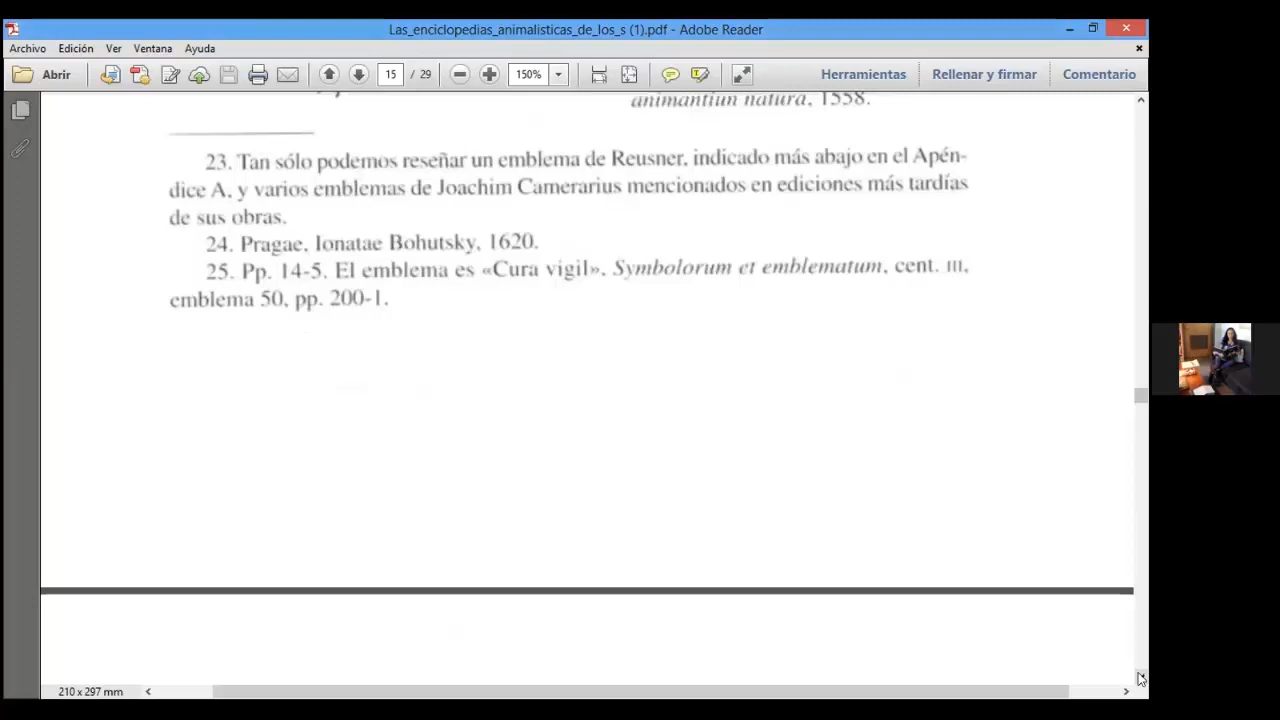 Las_enciclopedias_animalisticas_de_los_s (1).pdf - Adobe Reader
Archivo Edición Ver Ventana Ayuda
Abrir 15 / 29 150% Herramientas Rellenar y firmar Comentario
animantiun natura, 1558.
23. Tan sólo podemos reseñar un emblema de Reusner, indicado más abajo en el Apén-
dice A, y varios emblemas de Joachim Camerarius mencionados en ediciones más tardías
de sus obras.
24. Pragae, Ionatae Bohutsky, 1620.
25. Pp. 14-5. El emblema es «Cura vigil», Symbolorum et emblematum, cent. III,
emblema 50, pp. 200-1.
210 x 297 mm